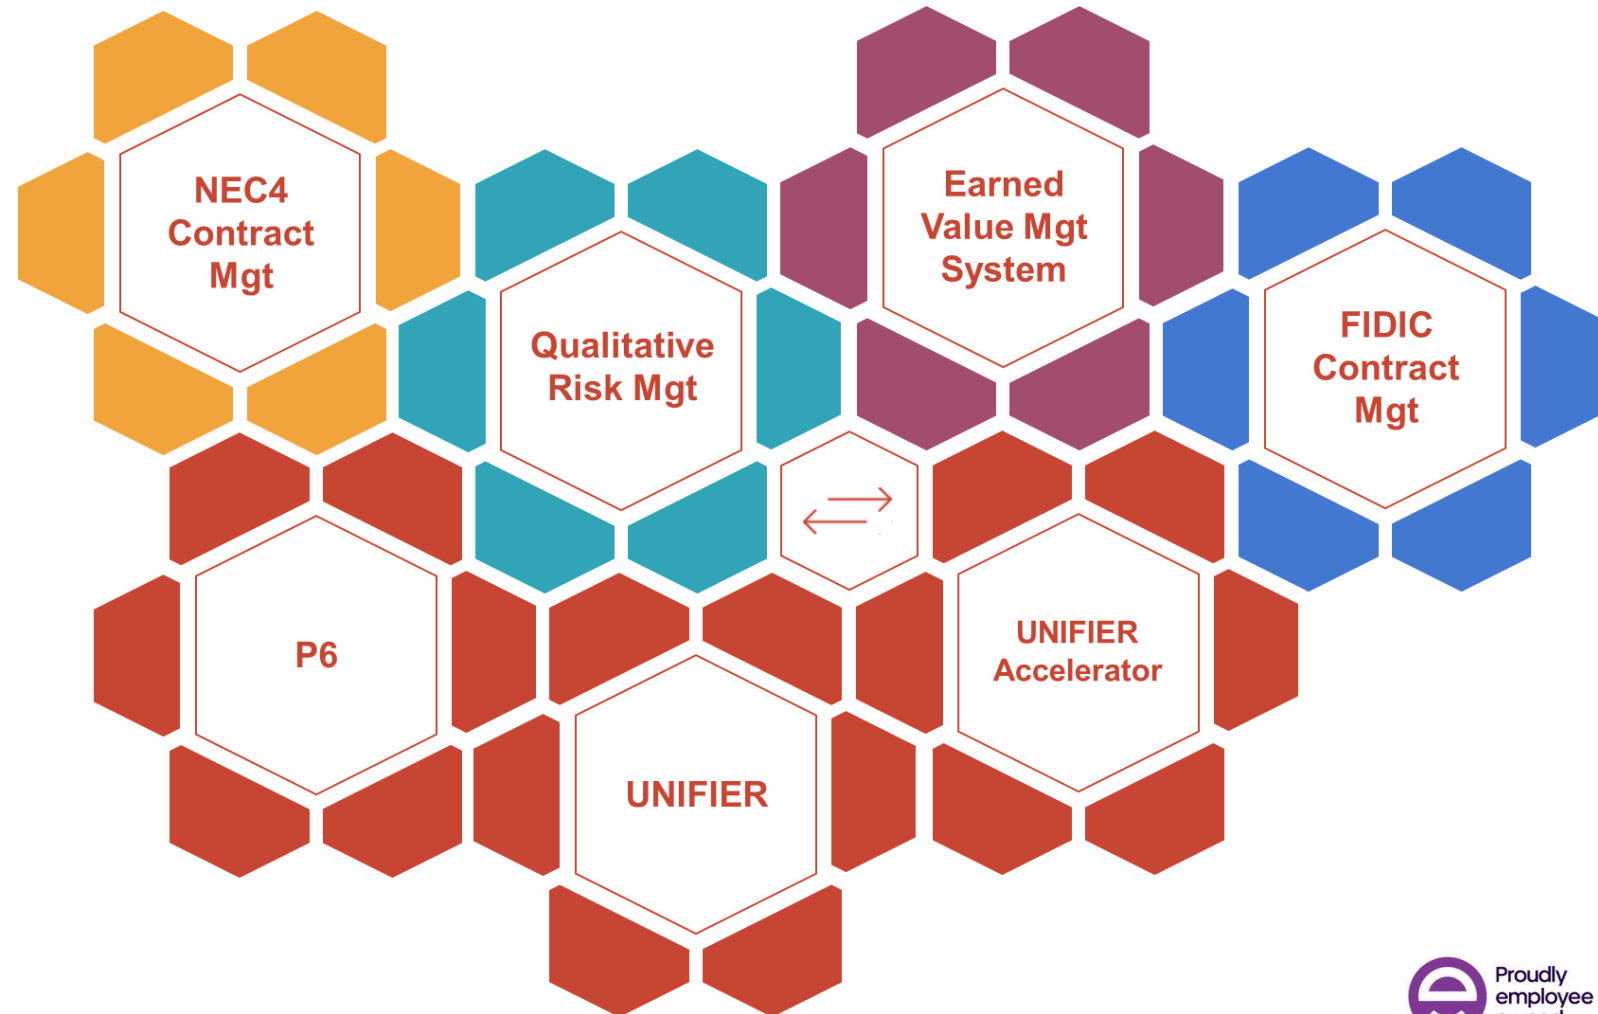 NEC4
Contract
Mgt
Earned
Value Mgt
System
Qualitative
Risk Mgt
FIDIC
Contract
Mgt
P6
UNIFIER
Accelerator
UNIFIER
Proudly
employee